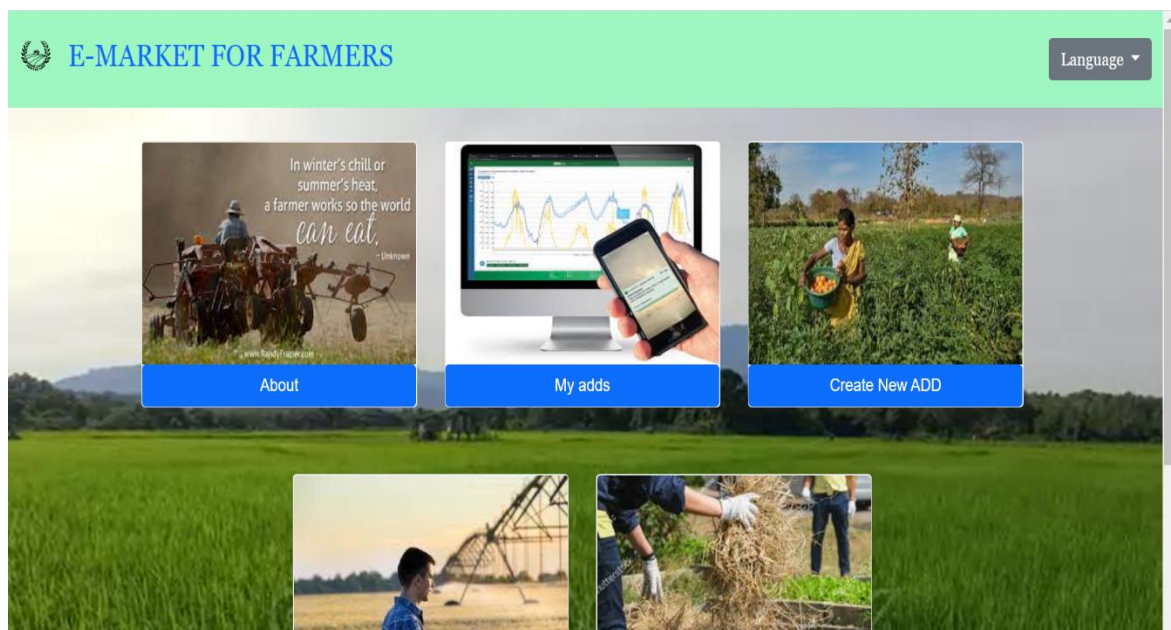 E-MARKET FOR FARMERS
Language
In winter's chill or
summer's heat,
a farmer works so the world
can eat.
- Unknown
www.RandyFrazier.com
About
My adds
Create New ADD